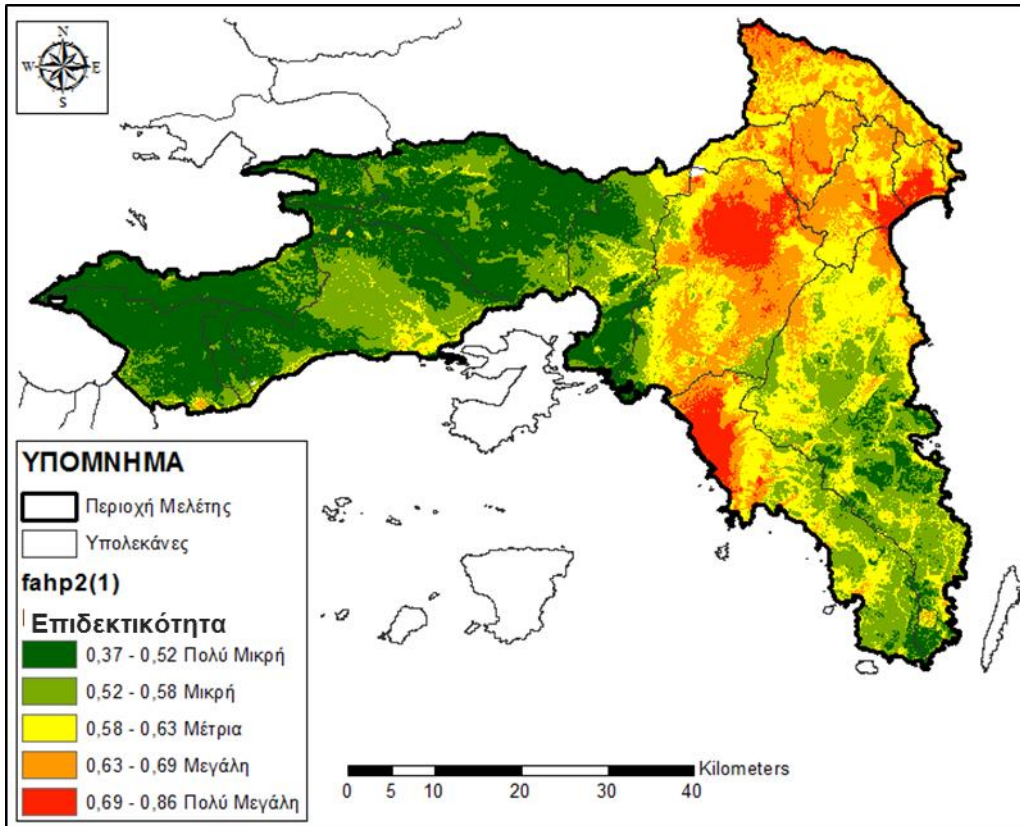 N
W E
S
ΥΠΟΜΝΗΜΑ
Περιοχή Μελέτης
Υπολεκάνες
fahp2(1)
Επιδεκτικότητα
0,37 - 0,52 Πολύ Μικρή
0,52 - 0,58 Μικρή
0,58 - 0,63 Μέτρια
0,63 - 0,69 Μεγάλη
0,69 - 0,86 Πολύ Μεγάλη
Kilometers
0 5 10 20 30 40